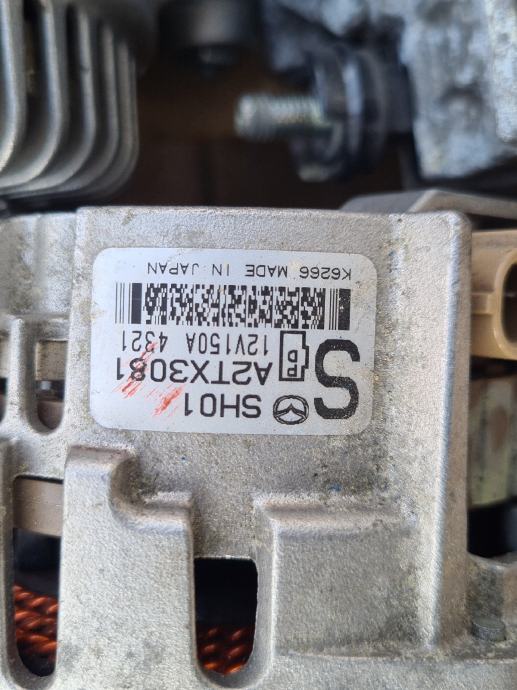 SH01
A2TX3081
S
P D
12V150A 4321
K6266 MADE IN JAPAN